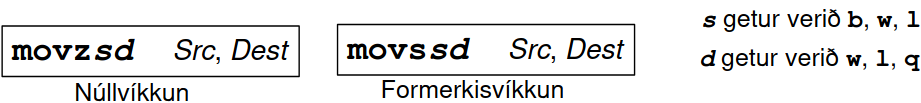 movzsd Src, Dest
Núllvíkkun
movssd Src, Dest
Formerkisvíkkun
s getur verið b, w, l
d getur verið w, l, q